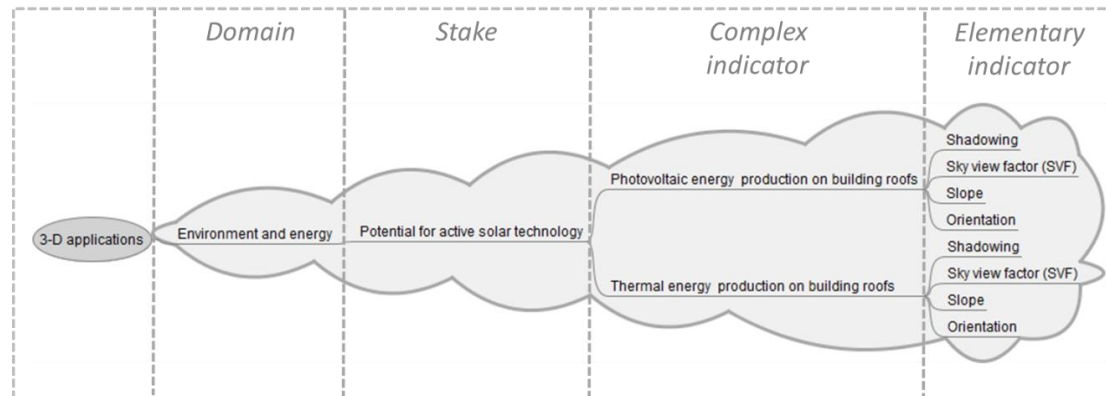 Domain
Stake
Complex
indicator
Elementary
indicator
3-D applications
Environment and energy
Potential for active solar technology
Photovoltaic energy production on building roofs
Shadowing
Sky view factor (SVF)
Slope
Orientation
Thermal energy production on building roofs
Shadowing
Sky view factor (SVF)
Slope
Orientation